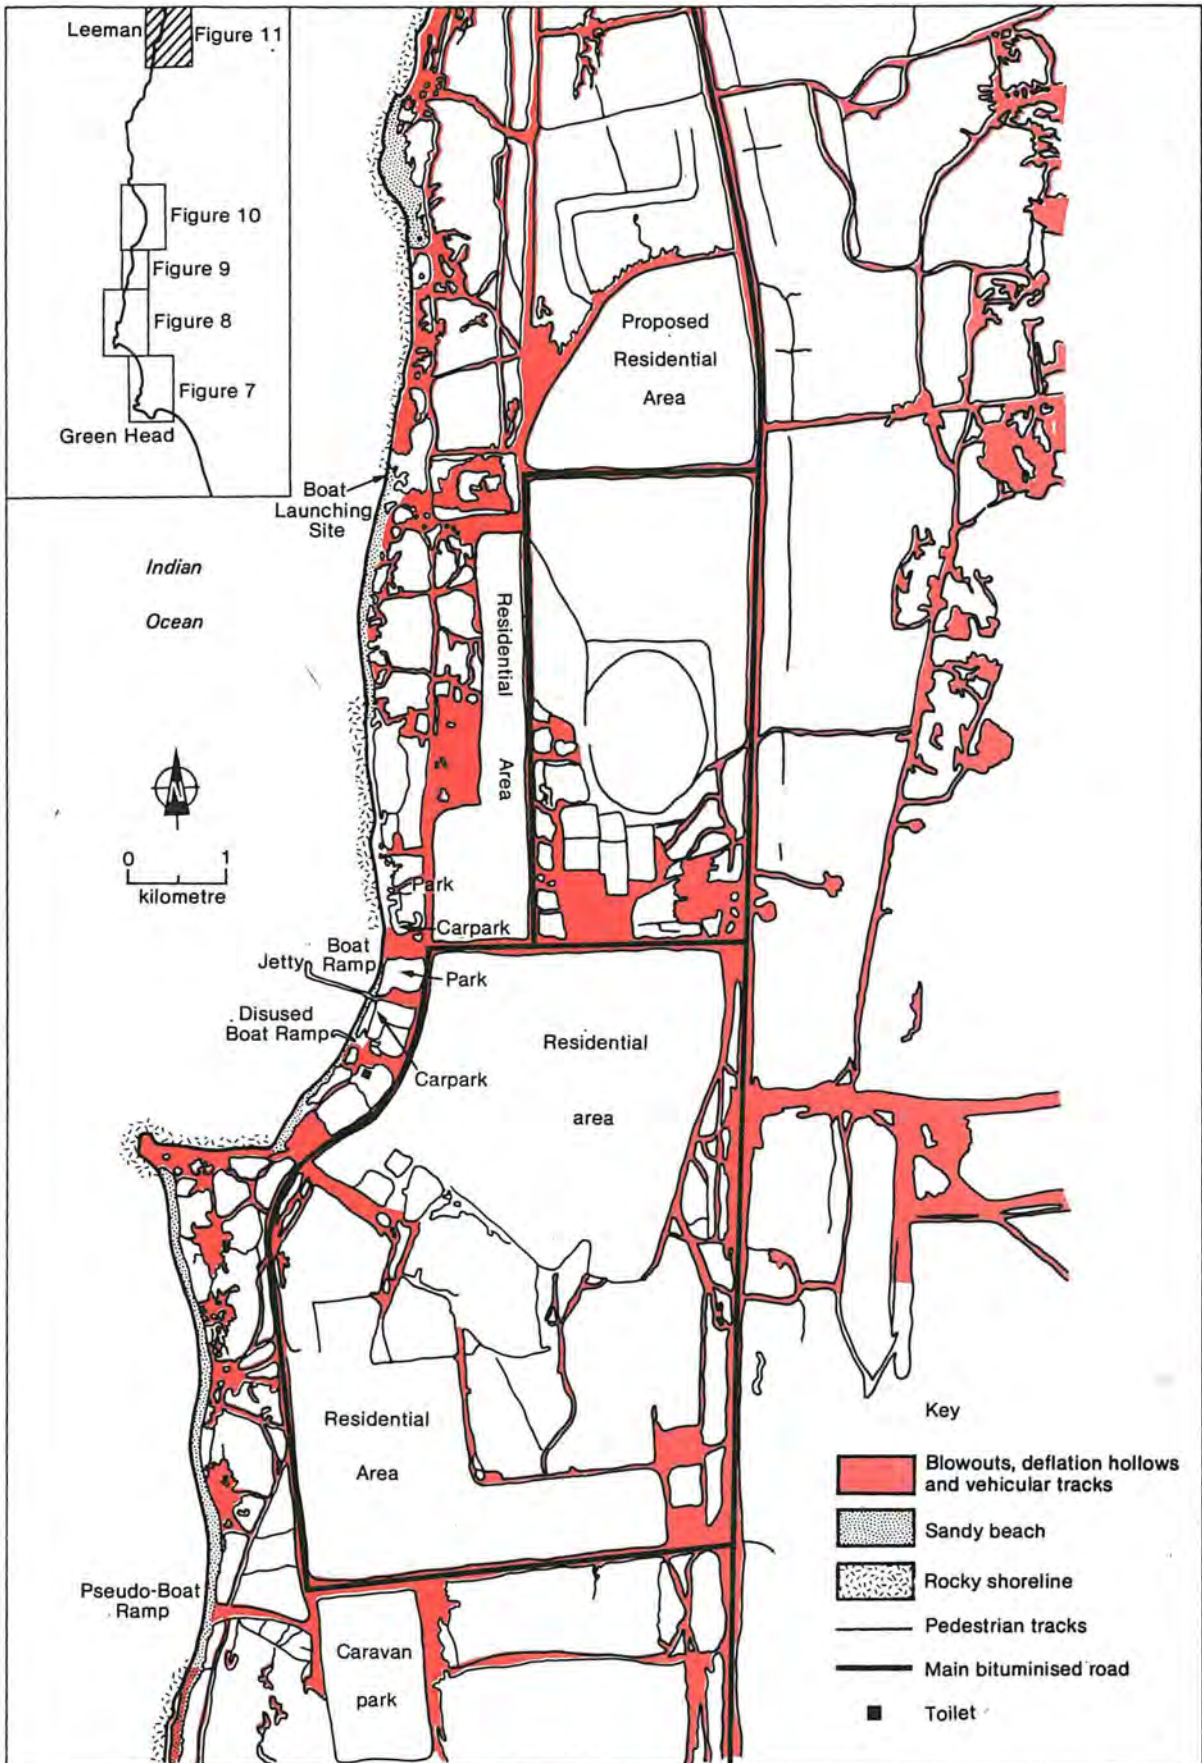 Leeman
Figure 11
Figure 10
Figure 9
Figure 8
Figure 7
Green Head
Proposed
Residential
Area
Boat
Launching
Site
Indian
Ocean
Residential
Area
N
0 1
kilometre
Park
Carpark
Boat
Ramp
Jetty
Park
Disused
Boat Ramp
Carpark
Residential
area
Residential
Area
Pseudo-Boat
Ramp
Caravan
park
Key
Blowouts, deflation hollows
and vehicular tracks
Sandy beach
Rocky shoreline
Pedestrian tracks
Main bituminised road
Toilet